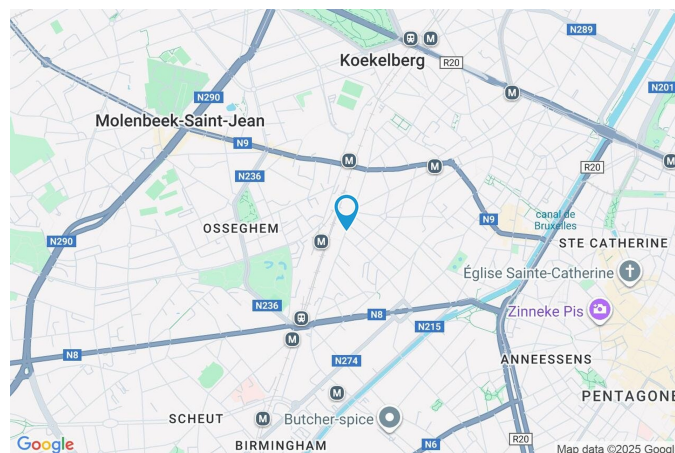 N289
Koekelberg
M
R20
N290
N201
Molenbeek-Saint-Jean
M
N9
R20
M
M
M
N236
N9
canal de
Bruxelles
OSSEGHEM
N290
M
STE CATHERINE
Église Sainte-Catherine
N236
N8
Zinneke Pis
N215
M
N8
N274
ANNEESSENS
M
PENTAGONE
SCHEUT
M
Butcher-spice
Google
BIRMINGHAM
N6
R20
Map data ©2025 Googl